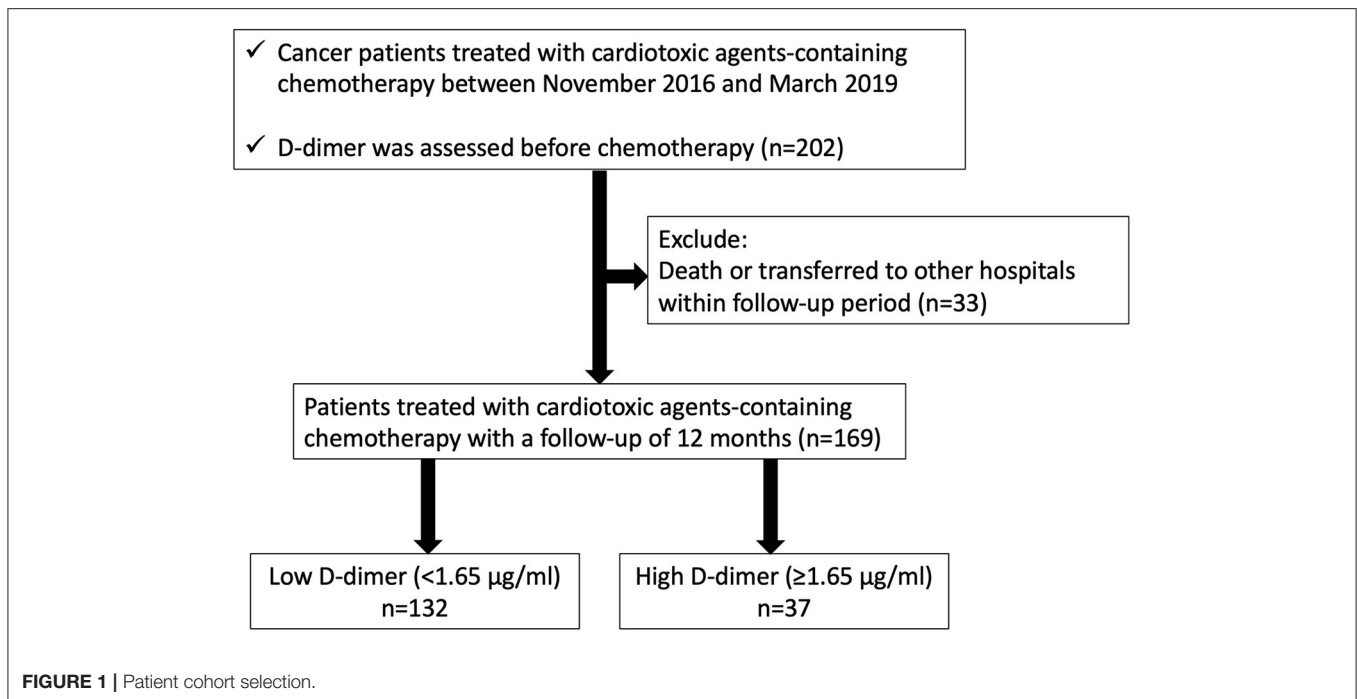 ✓ Cancer patients treated with cardiotoxic agents-containing
chemotherapy between November 2016 and March 2019
✓ D-dimer was assessed before chemotherapy (n=202)
Exclude:
Death or transferred to other hospitals
within follow-up period (n=33)
Patients treated with cardiotoxic agents-containing
chemotherapy with a follow-up of 12 months (n=169)
Low D-dimer (<1.65 µg/ml)
n=132
High D-dimer (≥1.65 µg/ml)
n=37
FIGURE 1 | Patient cohort selection.